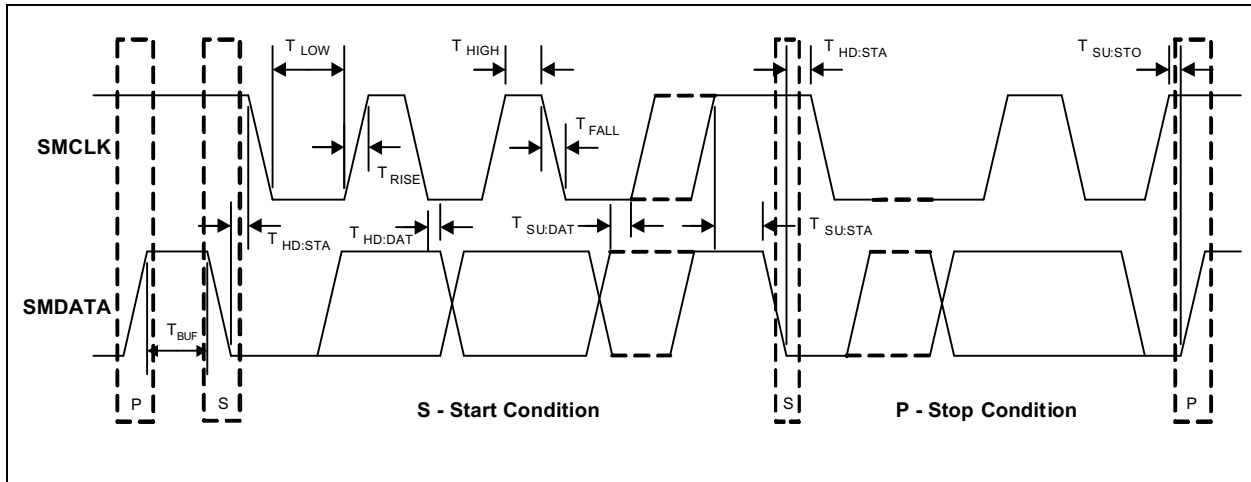 T LOW
T HIGH
T HD:STA
T SU:STO
SMCLK
T FALL
T RISE
T HD:STA
T HD:DAT
T SU:DAT
T SU:STA
SMDATA
T BUF
P
S
S - Start Condition
S
P - Stop Condition
P